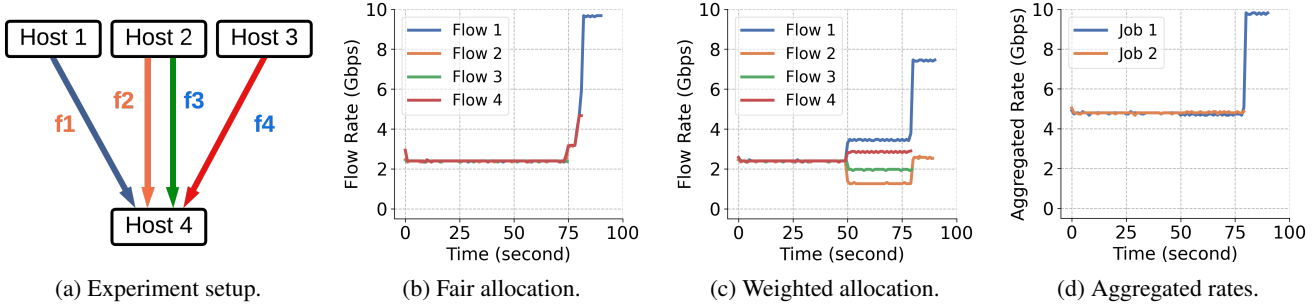 Host 1
Host 2
Host 3
f1
f2
f3
f4
Host 4
(a) Experiment setup.
Flow Rate (Gbps)
10
8
6
4
2
0
Flow 1
Flow 2
Flow 3
Flow 4
0 25 50 75 100
Time (second)
(b) Fair allocation.
Flow Rate (Gbps)
10
8
6
4
2
0
Flow 1
Flow 2
Flow 3
Flow 4
0 25 50 75 100
Time (second)
(c) Weighted allocation.
Aggregated Rate (Gbps)
10
8
6
4
2
0
Job 1
Job 2
0 25 50 75 100
Time (second)
(d) Aggregated rates.